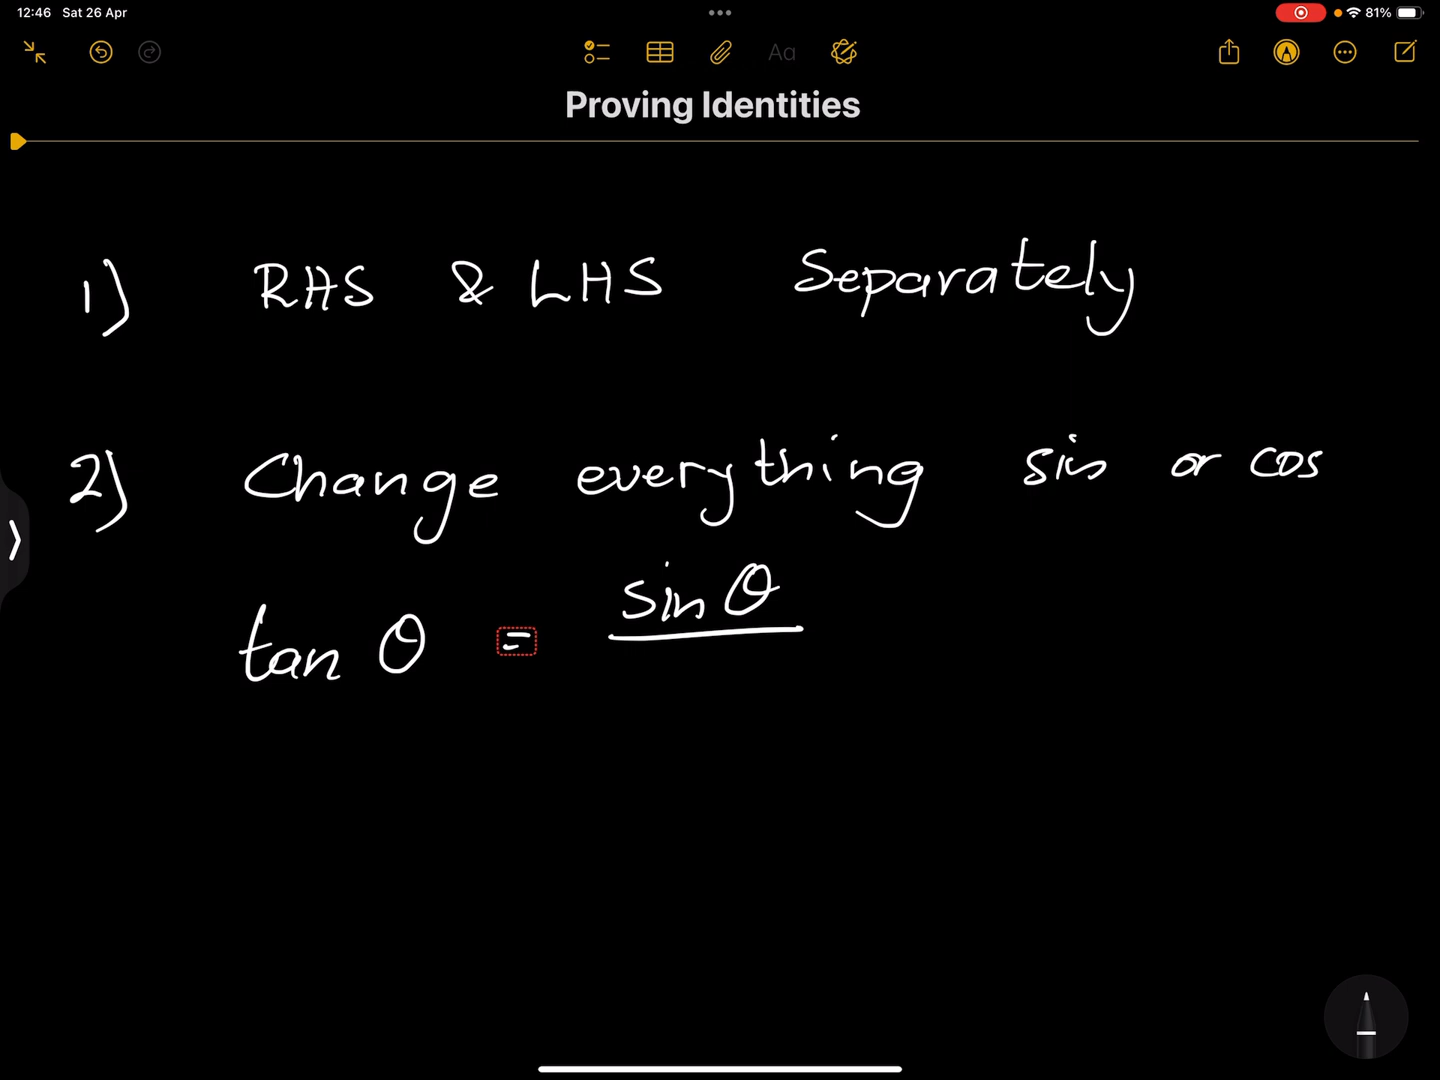 12:46 Sat 26 Apr
81%
Aa
Proving Identities
1) RHS & LHS Separately
2) Change everything sin or cos
sin θ
tan θ =